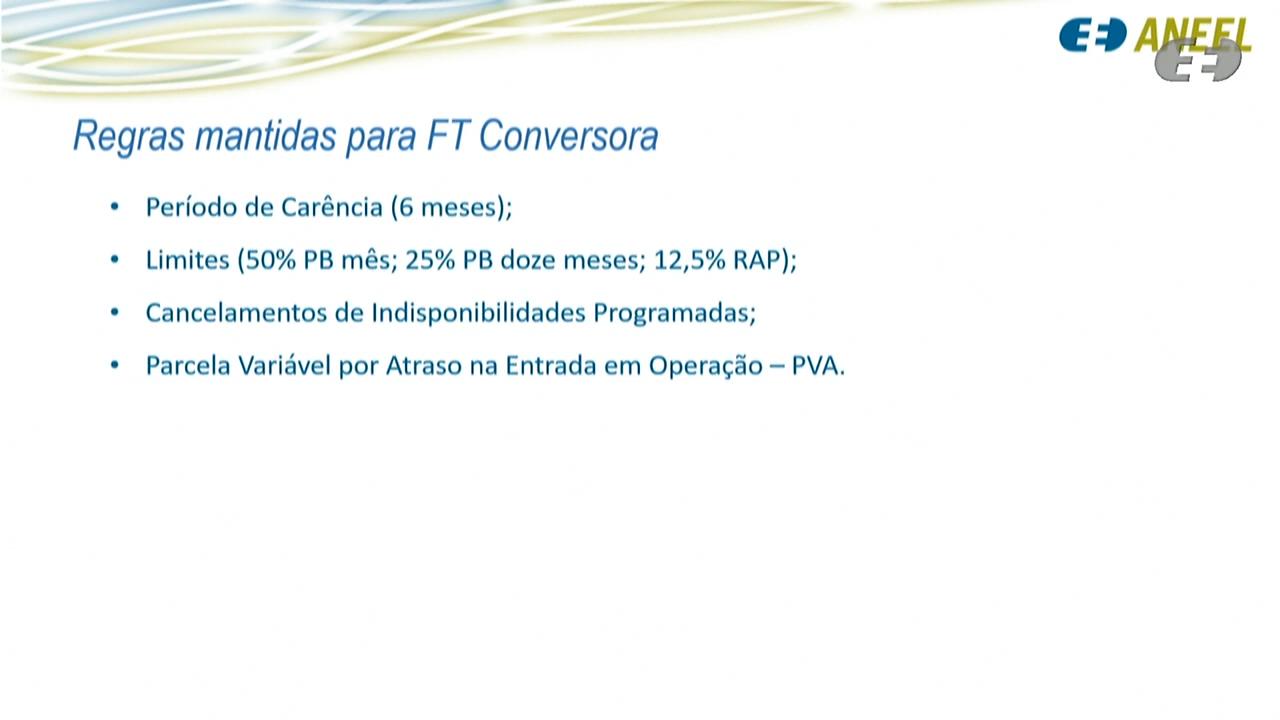 ANEEL
Regras mantidas para FT Conversora
• Período de Carência (6 meses);
• Limites (50% PB mês; 25% PB doze meses; 12,5% RAP);
• Cancelamentos de Indisponibilidades Programadas;
• Parcela Variável por Atraso na Entrada em Operação – PVA.